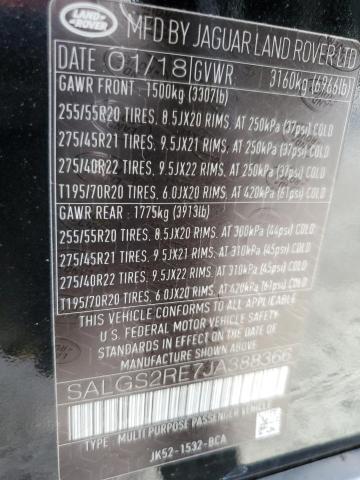 LAND-
ROVER
MFD BY JAGUAR LAND ROVER LTD
DATE 01/18 GVWR 3160kg (6966lb)
GAWR FRONT : 1500kg (3307lb)
255/55R20 TIRES, 8.5JX20 RIMS, AT 250kPa (37psi) COLD
275/45R21 TIRES, 9.5JX21 RIMS, AT 250kPa (37psi) COLD
275/40R22 TIRES, 9.5JX22 RIMS, AT 250kPa (37psi) COLD
T195/70R20 TIRES, 6.0JX20 RIMS, AT 420kPa (61psi) COLD
GAWR REAR : 1775kg (3913lb)
255/55R20 TIRES, 8.5JX20 RIMS, AT 300kPa (44psi) COLD
275/45R21 TIRES, 9.5JX21 RIMS, AT 310kPa (45psi) COLD
275/40R22 TIRES, 9.5JX22 RIMS, AT 310kPa (45psi) COLD
T195/70R20 TIRES, 6.0JX20 RIMS, AT 420kPa (61psi) COLD
THIS VEHICLE CONFORMS TO ALL APPLICABLE
U.S. FEDERAL MOTOR VEHICLE SAFETY
STANDARDS IN EFFECT ON THE DATE OF
MANUFACTURE SHOWN ABOVE.
SALGS2RE7JA388366
TYPE: MULTI PURPOSE PASSENGER VEHICLE
JK52-1532-BCA